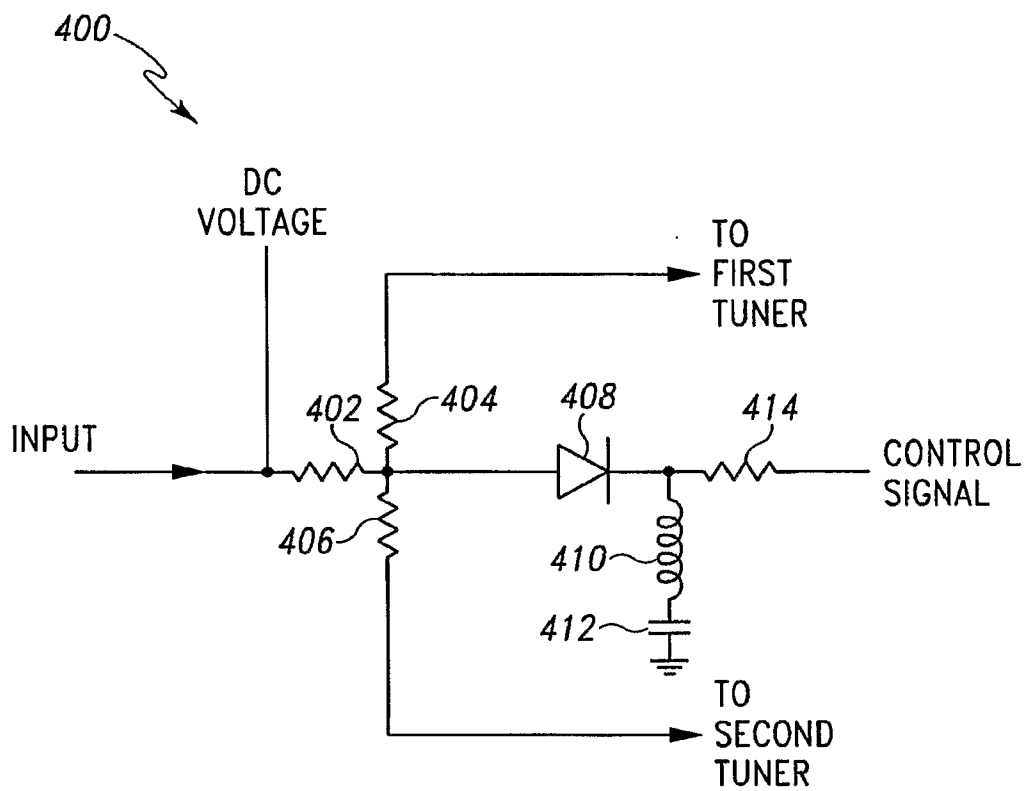 400
DC
VOLTAGE
TO
FIRST
TUNER
402
404
408
414
INPUT
CONTROL
SIGNAL
406
410
412
TO
SECOND
TUNER